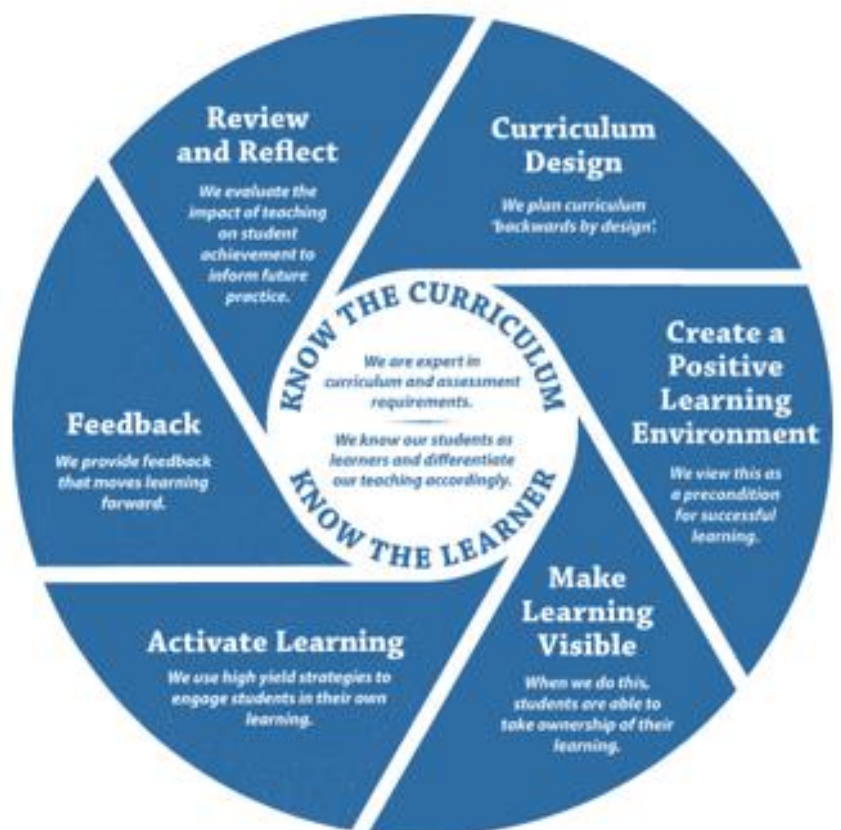 Review
and Reflect
We evaluate the
impact of teaching
on student
achievement to
inform future
practice.
Curriculum
Design
We plan curriculum
'backwards by design'.
Create a
Positive
Learning
Environment
We view this as
a precondition
for successful
learning.
Make
Learning
Visible
When we do this,
students are able to
take ownership of their
learning.
Activate Learning
We use high yield strategies to
engage students in their own
learning.
Feedback
We provide feedback
that moves learning
forward.
KNOW THE CURRICULUM
We are expert in
curriculum and assessment
requirements.
We know our students as
learners and differentiate
our teaching accordingly.
KNOW THE LEARNER